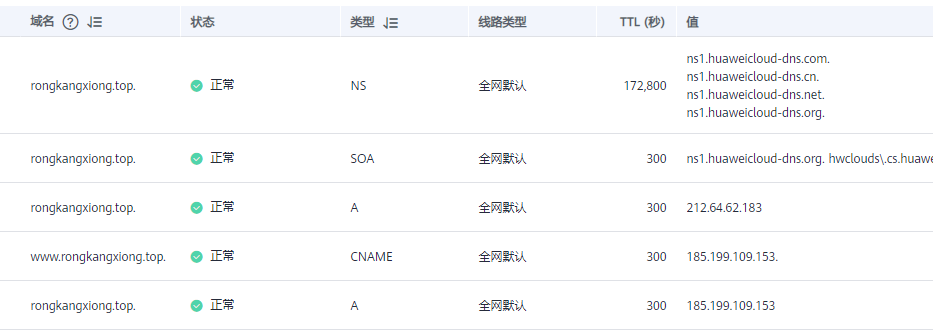 域名 状态 类型 线路类型 TTL (秒) 值
ns1.huaweicloud-dns.com.
ns1.huaweicloud-dns.cn.
rongkangxiong.top. 正常 NS 全网默认 172,800
ns1.huaweicloud-dns.net.
ns1.huaweicloud-dns.org.
rongkangxiong.top. 正常 SOA 全网默认 300 ns1.huaweicloud-dns.org. hwclouds\.cs.huawe
rongkangxiong.top. 正常 A 全网默认 300 212.64.62.183
www.rongkangxiong.top. 正常 CNAME 全网默认 300 185.199.109.153.
rongkangxiong.top. 正常 A 全网默认 300 185.199.109.153